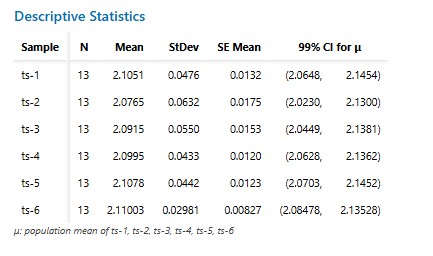 Descriptive Statistics
Sample N Mean StDev SE Mean 99% CI for μ
ts-1 13 2.1051 0.0476 0.0132 (2.0648, 2.1454)
ts-2 13 2.0765 0.0632 0.0175 (2.0230, 2.1300)
ts-3 13 2.0915 0.0550 0.0153 (2.0449, 2.1381)
ts-4 13 2.0995 0.0433 0.0120 (2.0628, 2.1362)
ts-5 13 2.1078 0.0442 0.0123 (2.0703, 2.1452)
ts-6 13 2.11003 0.02981 0.00827 (2.08478, 2.13528)
μ: population mean of ts-1, ts-2, ts-3, ts-4, ts-5, ts-6